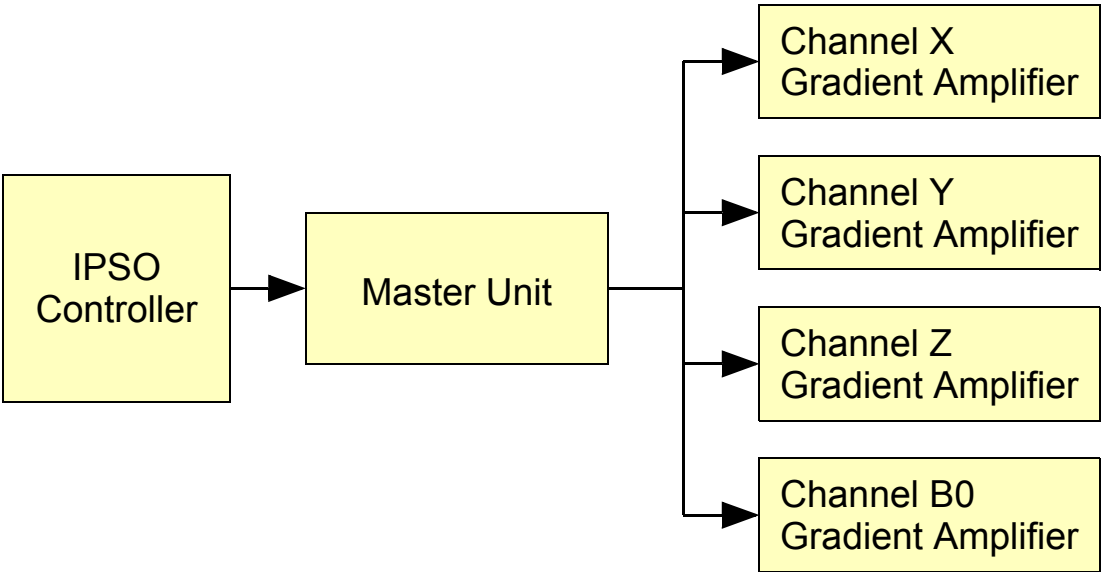 IPSO
Controller
Master Unit
Channel X
Gradient Amplifier
Channel Y
Gradient Amplifier
Channel Z
Gradient Amplifier
Channel B0
Gradient Amplifier